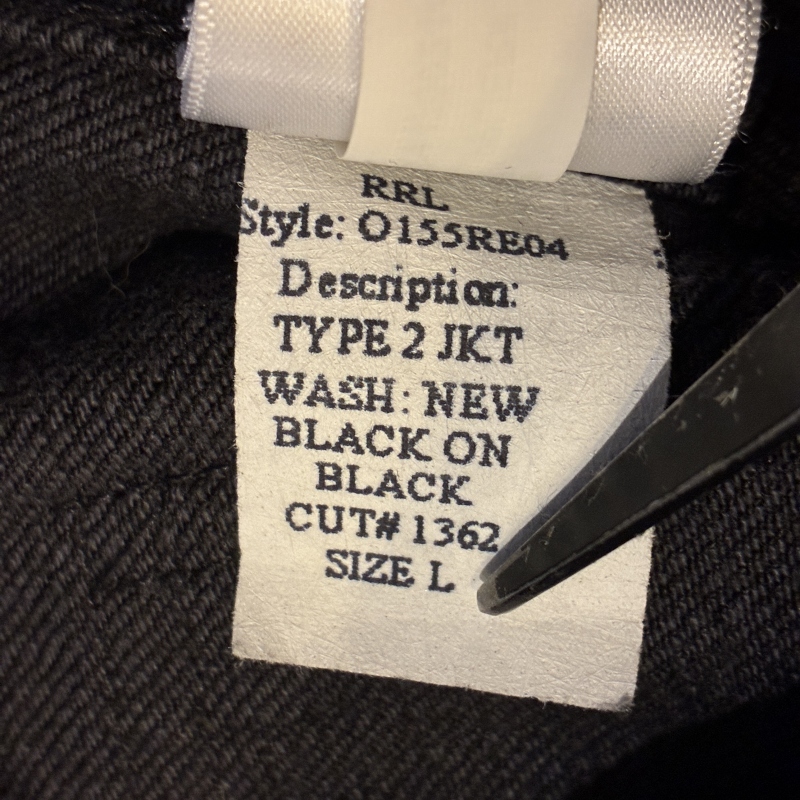 RRL
Style: O155RE04
Description:
TYPE 2 JKT
WASH: NEW
BLACK ON
BLACK
CUT# 1362
SIZE L